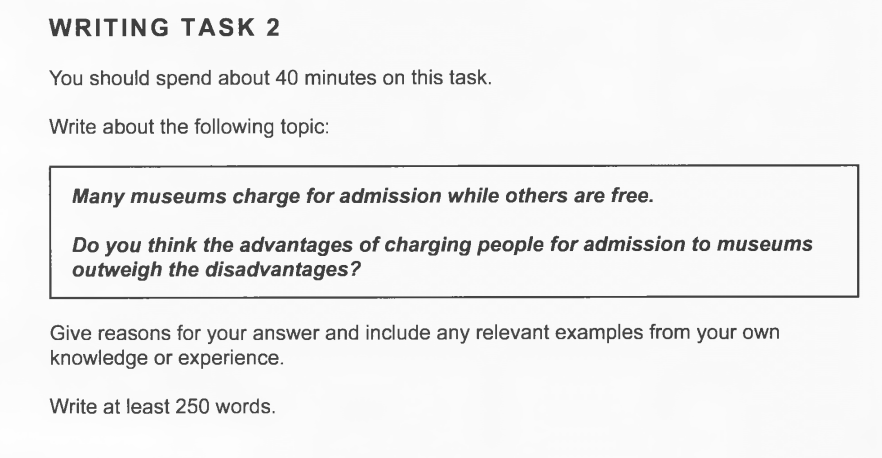 WRITING TASK 2
You should spend about 40 minutes on this task.
Write about the following topic:
Many museums charge for admission while others are free.
Do you think the advantages of charging people for admission to museums
outweigh the disadvantages?
Give reasons for your answer and include any relevant examples from your own
knowledge or experience.
Write at least 250 words.